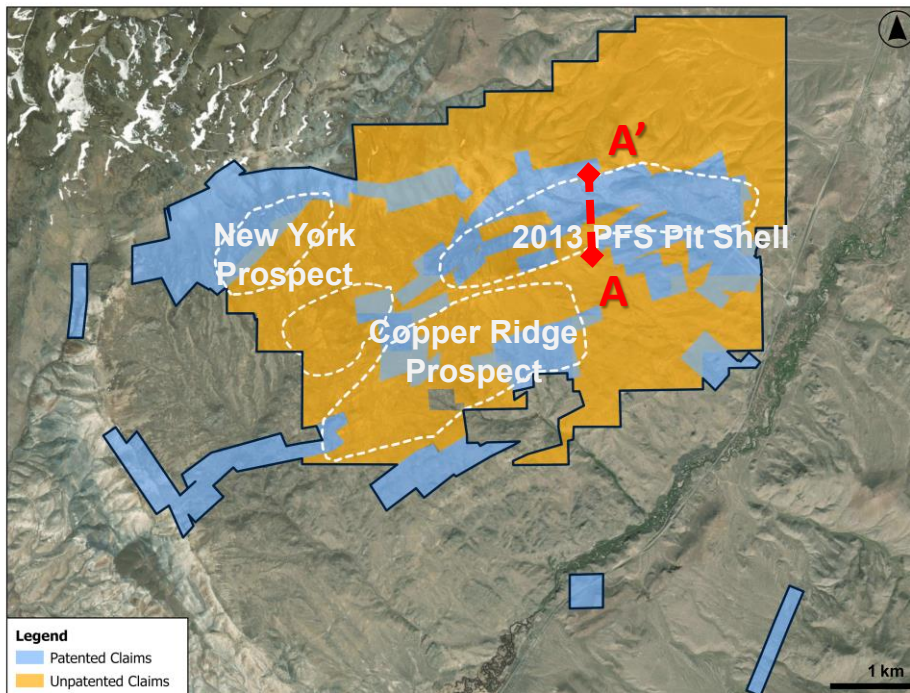 A'
New York
Prospect
2013 PFS Pit Shell
A
Copper Ridge
Prospect
Legend
Patented Claims
Unpatented Claims
1 km